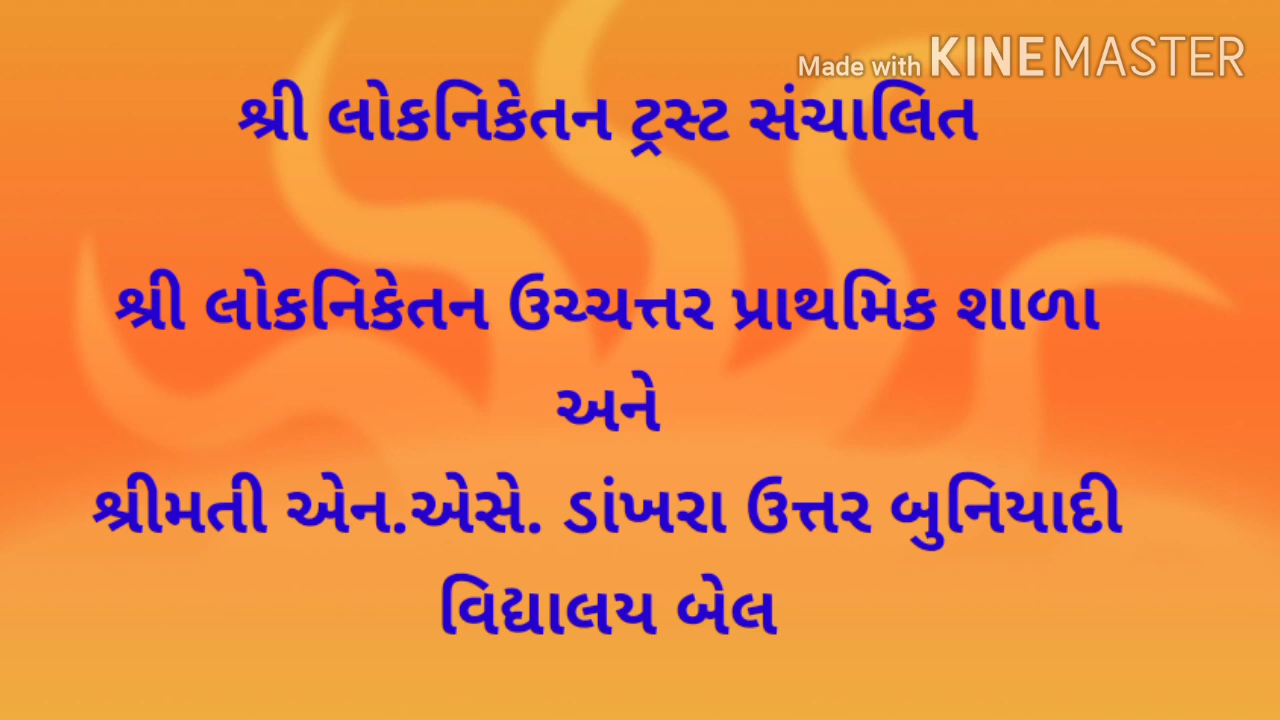 Made with KINEMASTER
શ્રી લોકનિકેતન ટ્રસ્ટ સંચાલિત
શ્રી લોકનિકેતન ઉચ્ચત્તર પ્રાથમિક શાળા
અને
શ્રીમતી એન.એસે. ડાંખરા ઉત્તર બુનિયાદી
વિદ્યાલય બેલ